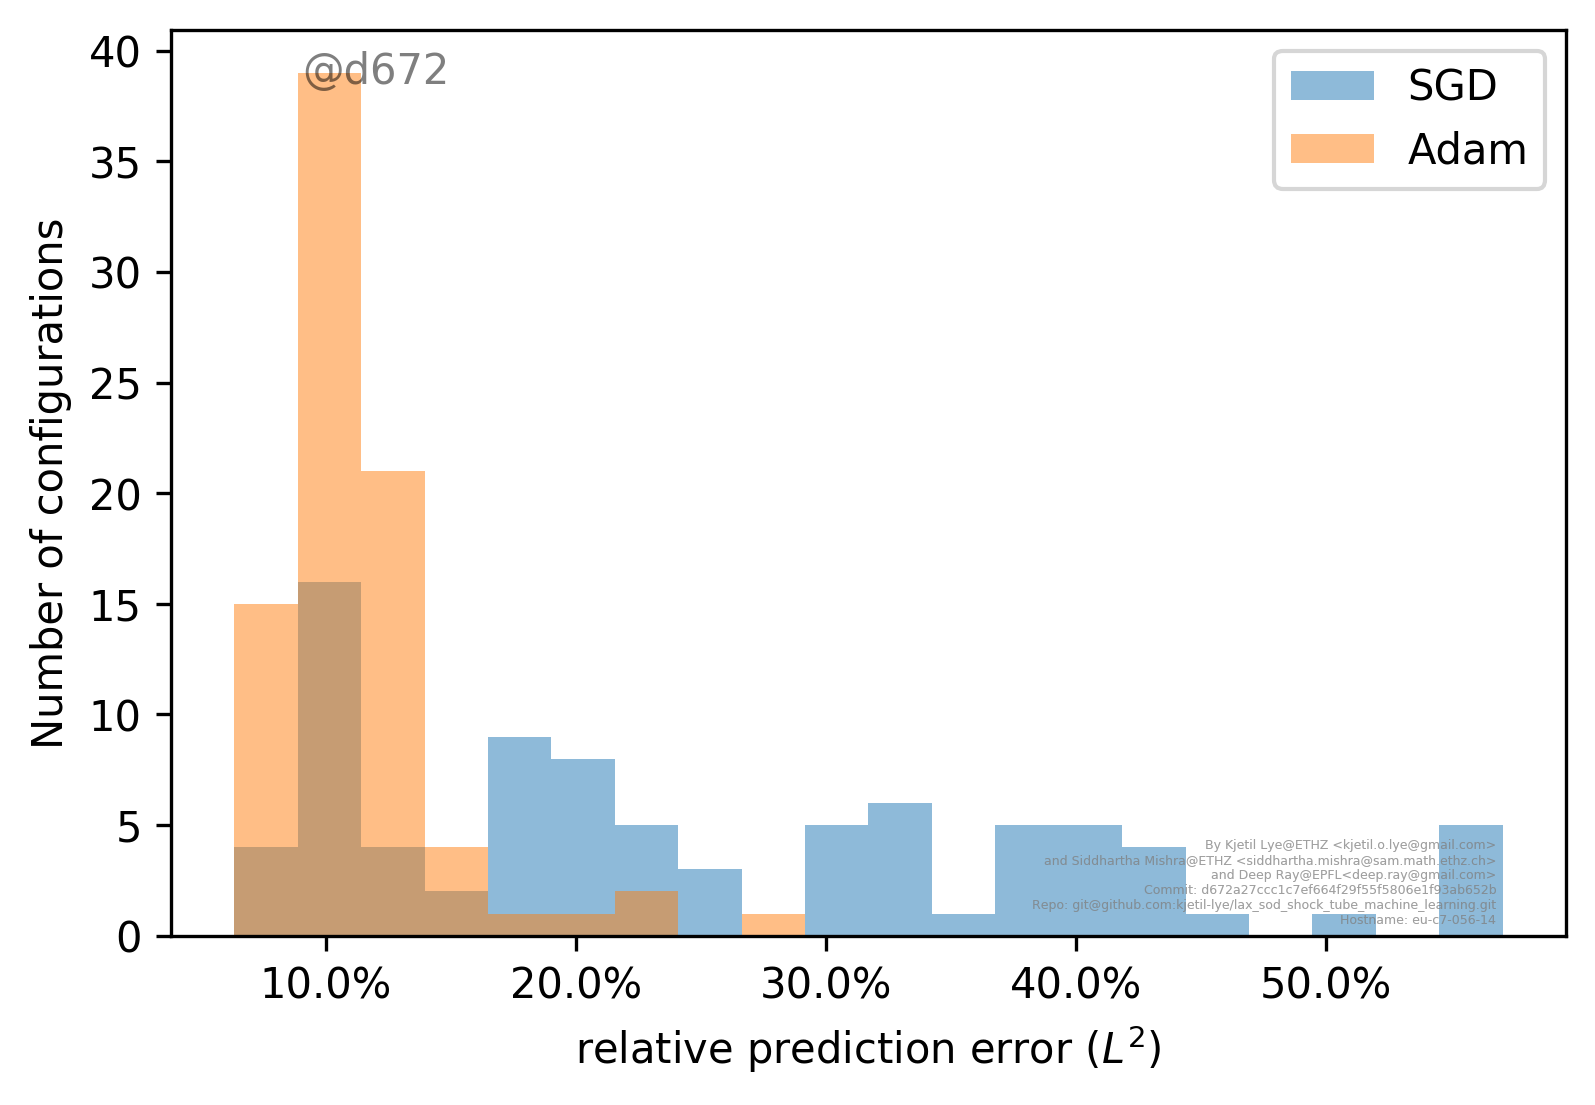 @d672
SGD
Adam
40
35
30
25
20
15
10
5
0
Number of configurations
By Kjetil Lye@ETHZ <kjetil.o.lye@gmail.com>
and Siddhartha Mishra@ETHZ <siddhartha.mishra@sam.math.ethz.ch>
and Deep Ray@EPFL<deep.ray@gmail.com>
Commit: d672a27ccc1c7ef664f29f55f5806e1f93ab652b
Repo: git@github.com:kjetil-lye/lax_sod_shock_tube_machine_learning.git
Hostname: eu-c7-056-14
10.0% 20.0% 30.0% 40.0% 50.0%
relative prediction error (L²)